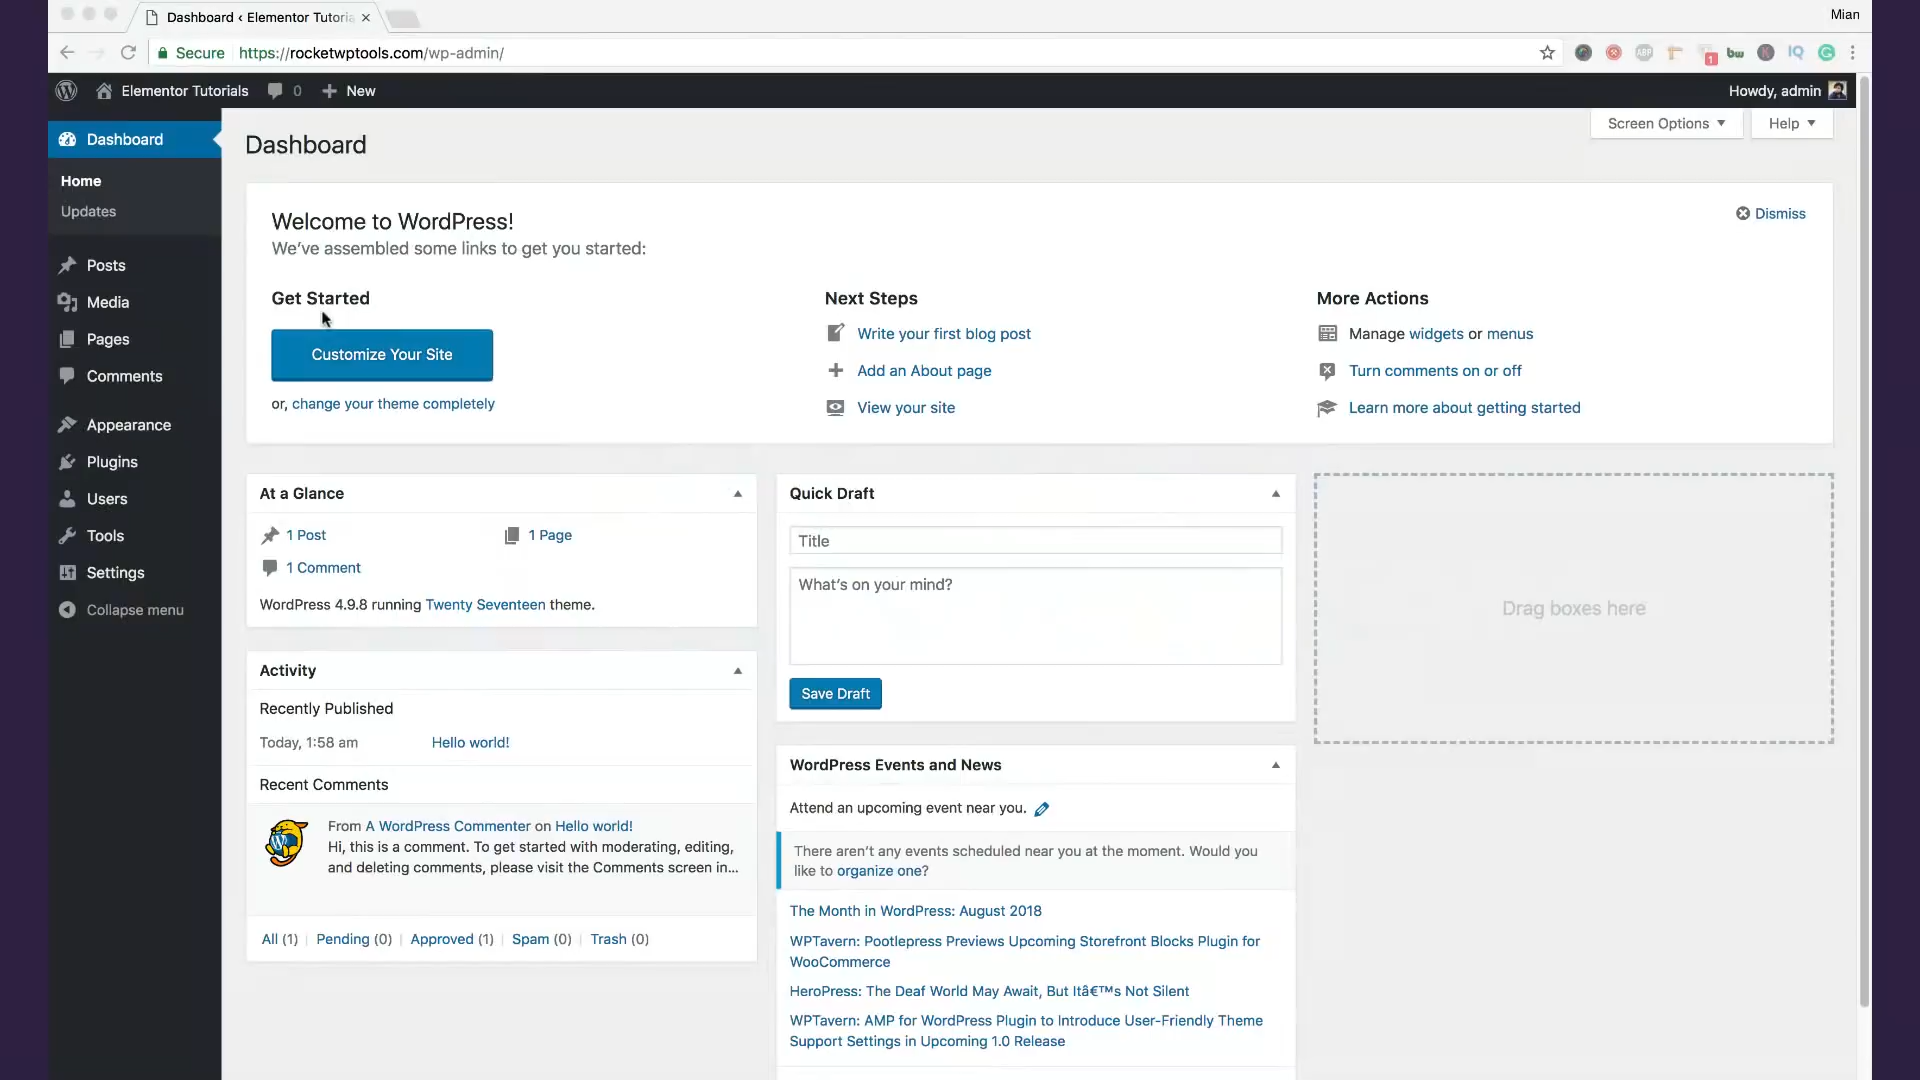 Dashboard ‹ Elementor Tutoria
Mian
Secure https://rocketwptools.com/wp-admin/
ABP
1
bw
K
IQ
Elementor Tutorials 0 New
Howdy, admin
Dashboard
Home
Updates
Posts
Media
Pages
Comments
Appearance
Plugins
Users
Tools
Settings
Collapse menu
Dashboard
Screen Options
Help
Welcome to WordPress!
We’ve assembled some links to get you started:
Dismiss
Get Started
Customize Your Site
or, change your theme completely
Next Steps
Write your first blog post
Add an About page
View your site
More Actions
Manage widgets or menus
Turn comments on or off
Learn more about getting started
At a Glance
1 Post
1 Page
1 Comment
WordPress 4.9.8 running Twenty Seventeen theme.
Activity
Recently Published
Today, 1:58 am Hello world!
Recent Comments
From A WordPress Commenter on Hello world!
Hi, this is a comment. To get started with moderating, editing,
and deleting comments, please visit the Comments screen in…
All (1) | Pending (0) | Approved (1) | Spam (0) | Trash (0)
Quick Draft
Title
What’s on your mind?
Save Draft
WordPress Events and News
Attend an upcoming event near you.
There aren’t any events scheduled near you at the moment. Would you
like to organize one?
The Month in WordPress: August 2018
WPTavern: Pootlepress Previews Upcoming Storefront Blocks Plugin for
WooCommerce
HeroPress: The Deaf World May Await, But Itâ€™s Not Silent
WPTavern: AMP for WordPress Plugin to Introduce User-Friendly Theme
Support Settings in Upcoming 1.0 Release
Drag boxes here